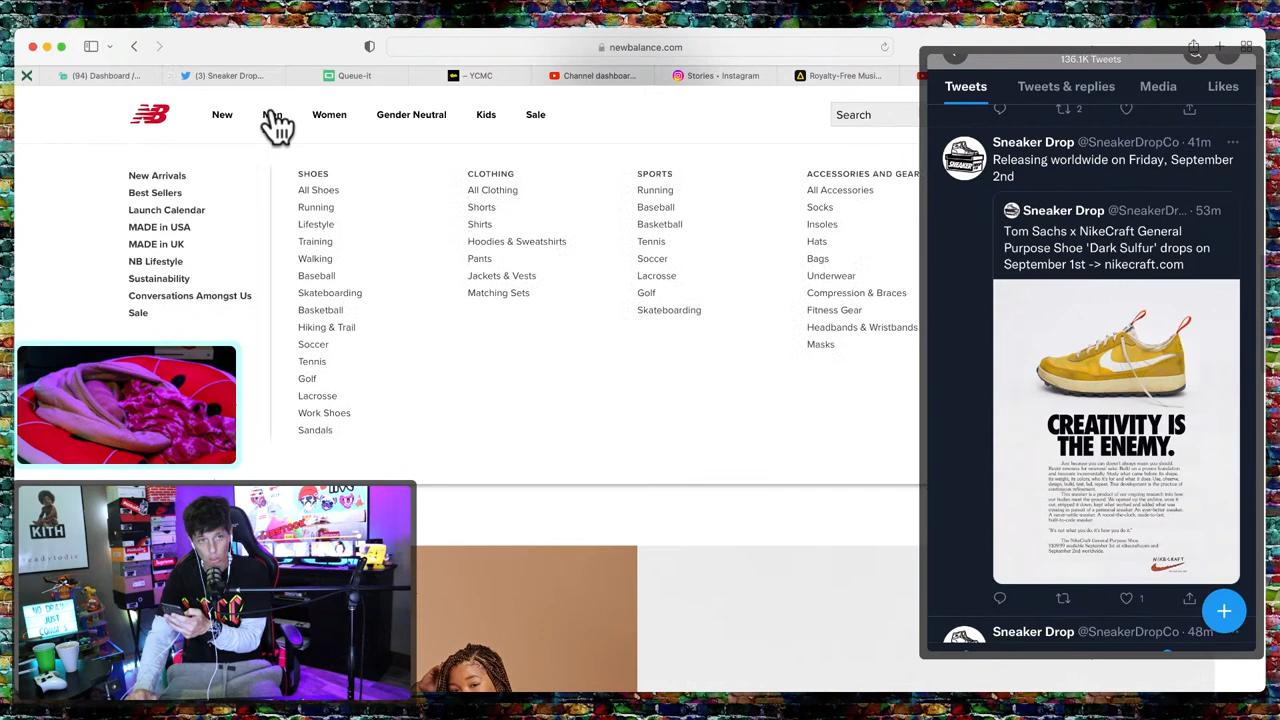 newbalance.com
(94) Dashboard /...
(3) Sneaker Drop...
Queue-it
– YCMC
Channel dashboar...
Stories • Instagram
Royalty-Free Musi...
New
Women
Gender Neutral
Kids
Sale
Search
New Arrivals
Best Sellers
Launch Calendar
MADE in USA
MADE in UK
NB Lifestyle
Sustainability
Conversations Amongst Us
Sale
SHOES
All Shoes
Running
Lifestyle
Training
Walking
Baseball
Skateboarding
Basketball
Hiking & Trail
Soccer
Tennis
Golf
Lacrosse
Work Shoes
Sandals
CLOTHING
All Clothing
Shorts
Shirts
Hoodies & Sweatshirts
Pants
Jackets & Vests
Matching Sets
SPORTS
Running
Baseball
Basketball
Tennis
Soccer
Lacrosse
Golf
Skateboarding
ACCESSORIES AND GEAR
All Accessories
Socks
Insoles
Hats
Bags
Underwear
Compression & Braces
Fitness Gear
Headbands & Wristbands
Masks
136.1K Tweets
Tweets
Tweets & replies
Media
Likes
2
Sneaker Drop @SneakerDropCo · 41m
Releasing worldwide on Friday, September
2nd
Sneaker Drop @SneakerDr... · 53m
Tom Sachs x NikeCraft General
Purpose Shoe 'Dark Sulfur' drops on
September 1st -> nikecraft.com
CREATIVITY IS
THE ENEMY.
1
Sneaker Drop @SneakerDropCo · 48m
KITH
NO DRAMA
JUST